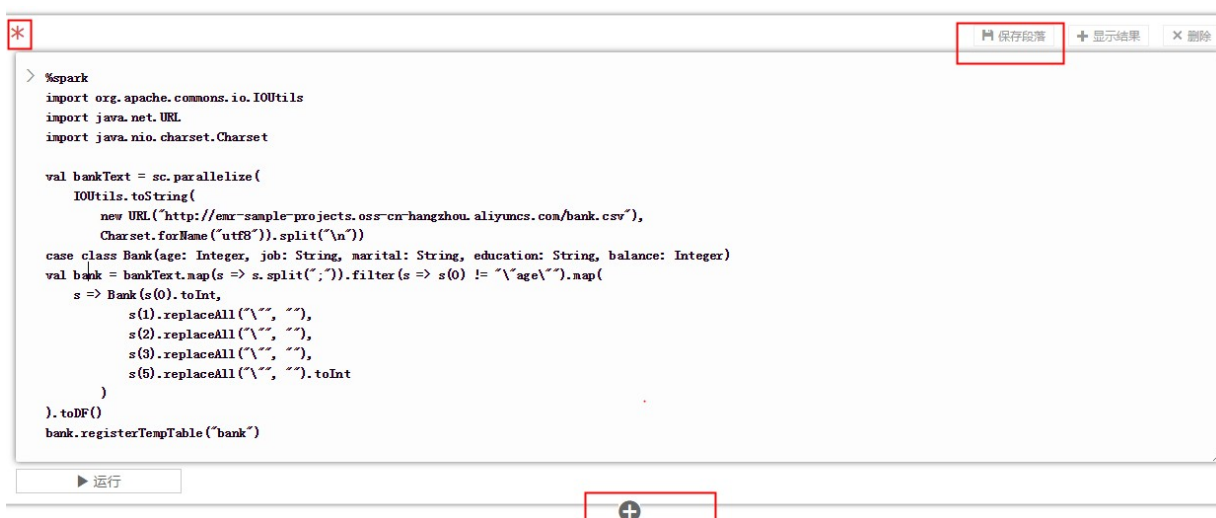 保存段落 显示结果 删除
%spark
import org.apache.commons.io.IOUtils
import java.net.URL
import java.nio.charset.Charset
val bankText = sc.parallelize(
IOUtils.toString(
new URL("http://emr-sample-projects.oss-cn-hangzhou.aliyuncs.com/bank.csv"),
Charset.forName("utf8")).split("\n"))
case class Bank(age: Integer, job: String, marital: String, education: String, balance: Integer)
val bank = bankText.map(s => s.split(";")).filter(s => s(0) != "\"age\"").map(
s => Bank(s(0).toInt,
s(1).replaceAll("\"", ""),
s(2).replaceAll("\"", ""),
s(3).replaceAll("\"", ""),
s(5).replaceAll("\"", "").toInt
)
).toDF()
bank.registerTempTable("bank")
运行